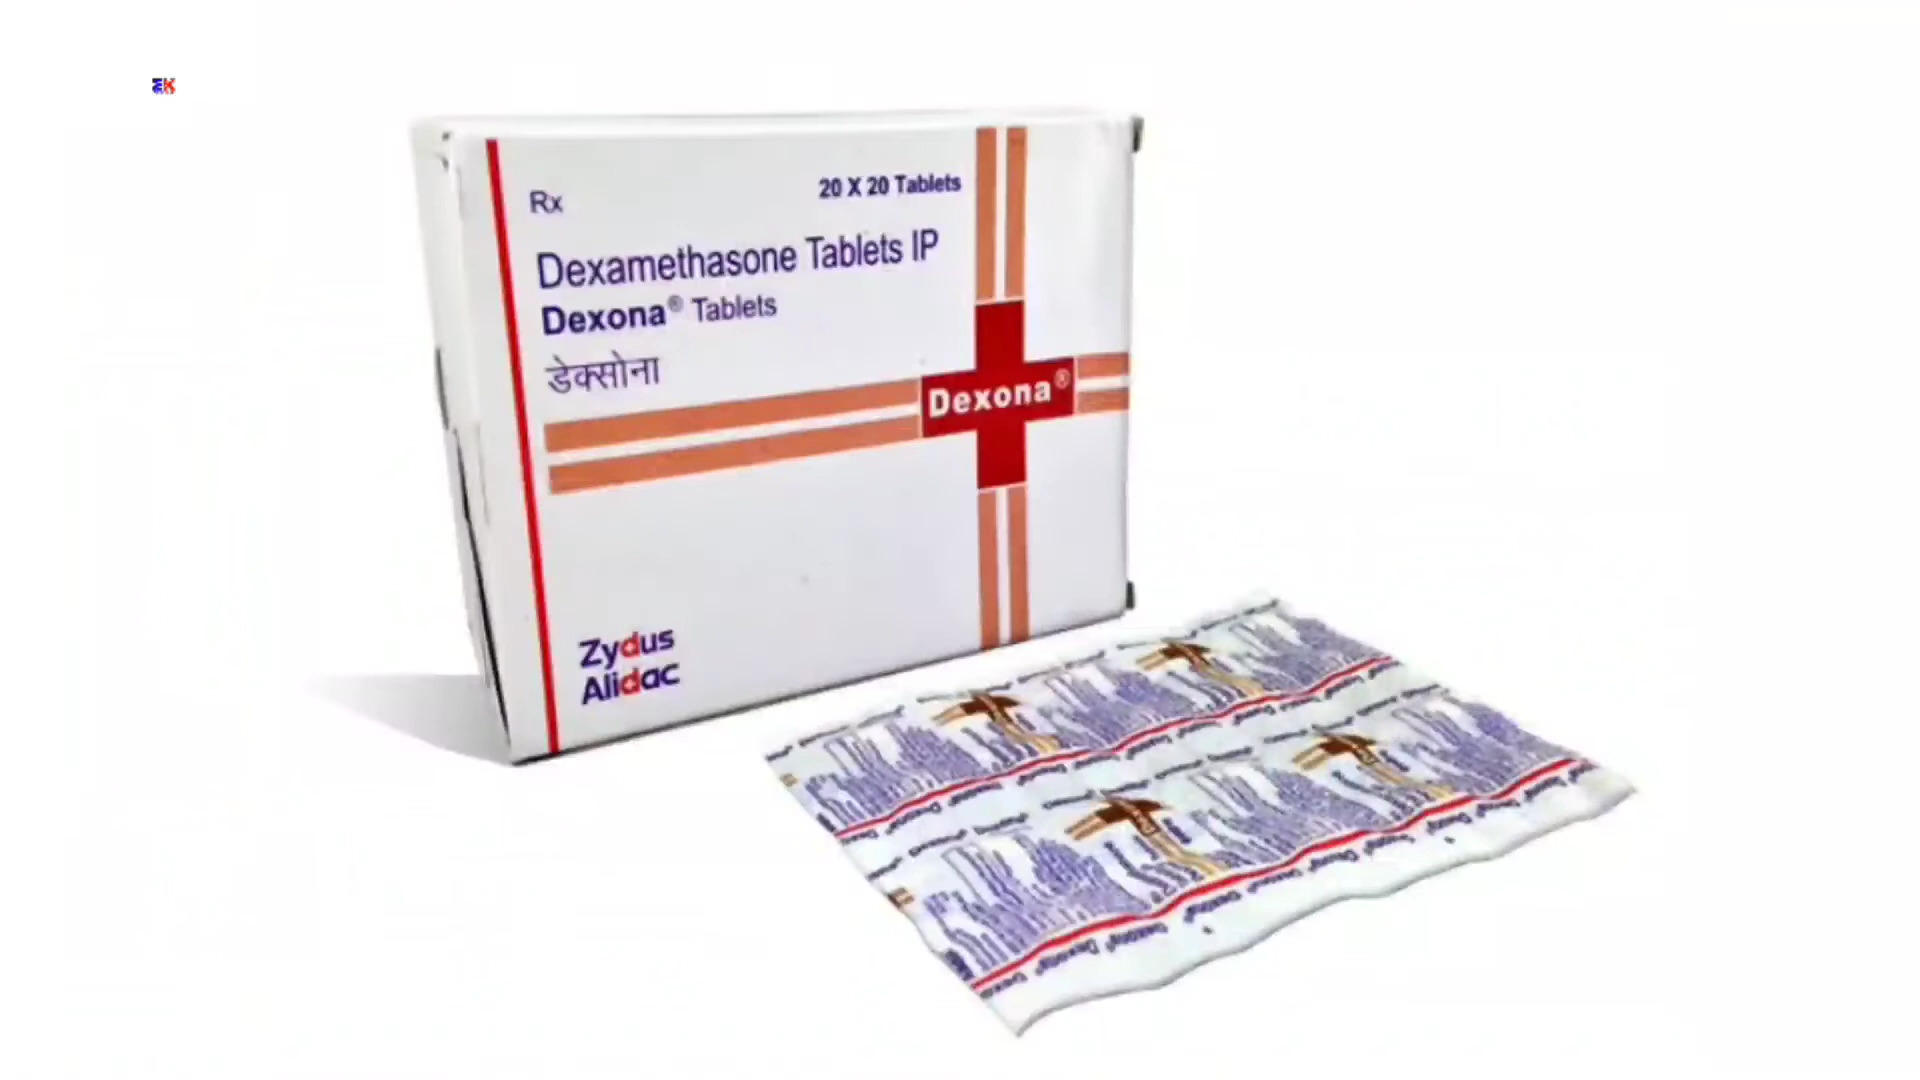 Rx
20 X 20 Tablets
Dexamethasone Tablets IP
Dexona® Tablets
डेक्सोना
Dexona®
Zydus
Alidac